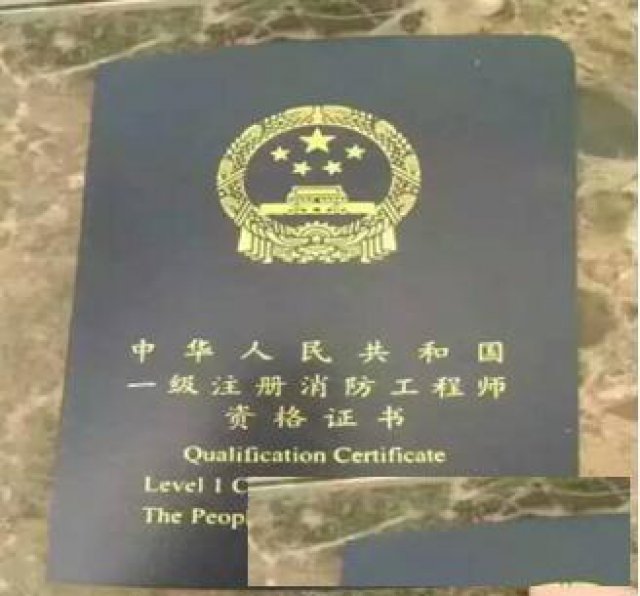 中华人民共和国
一级注册消防工程师
资格证书
Qualification Certificate
Level 1 C
The Peop